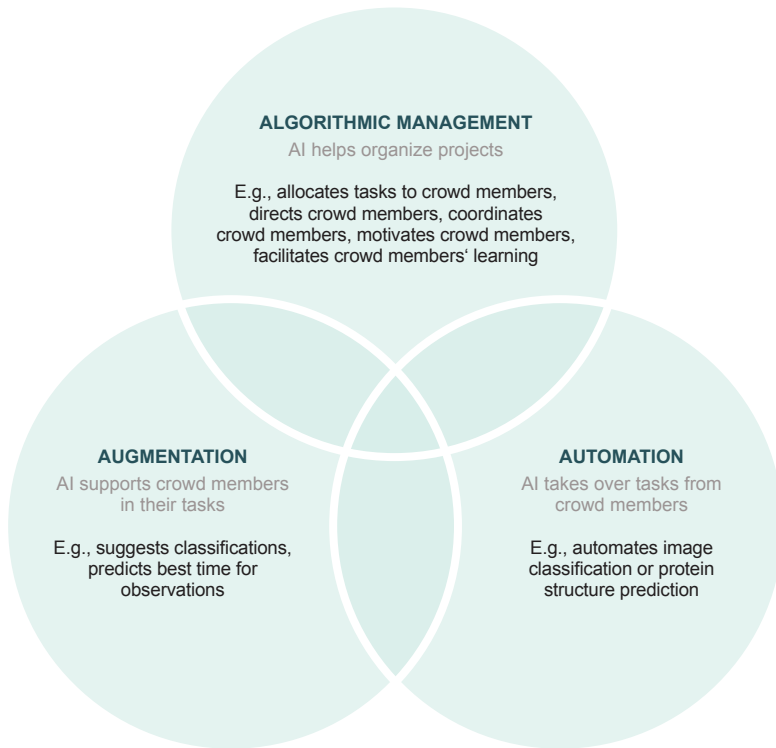 ALGORITHMIC MANAGEMENT
AI helps organize projects
E.g., allocates tasks to crowd members,
directs crowd members, coordinates
crowd members, motivates crowd members,
facilitates crowd members‘ learning
AUGMENTATION
AI supports crowd members
in their tasks
E.g., suggests classifications,
predicts best time for
observations
AUTOMATION
AI takes over tasks from
crowd members
E.g., automates image
classification or protein
structure prediction